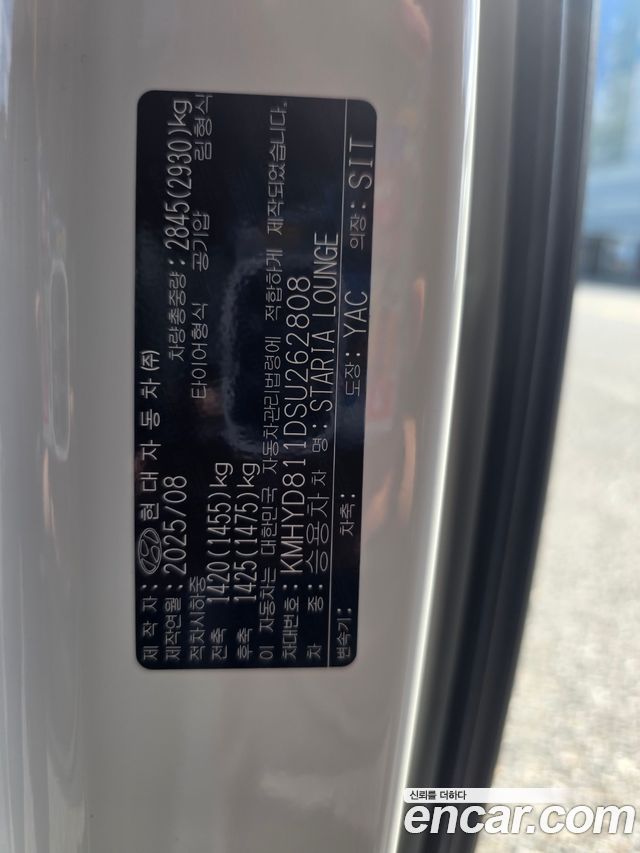 제 작 자: HYUNDAI 현 대 자 동 차 (주)
제작연월: 2025/08 차량총중량: 2845(2930)kg
적차시하중 타이어형식 공기압 림형식
전축 1420(1455)kg
후축 1425(1475)kg
이 자동차는 대한민국 자동차관리법령에 적합하게 제작되었습니다.
차대번호: KMHYD811DSU262808
차 종: 승용차 차 명: STARIA LOUNGE
변속기: 차축: 도장: YAC 의장: SIT
신뢰를 더하다
encar.com